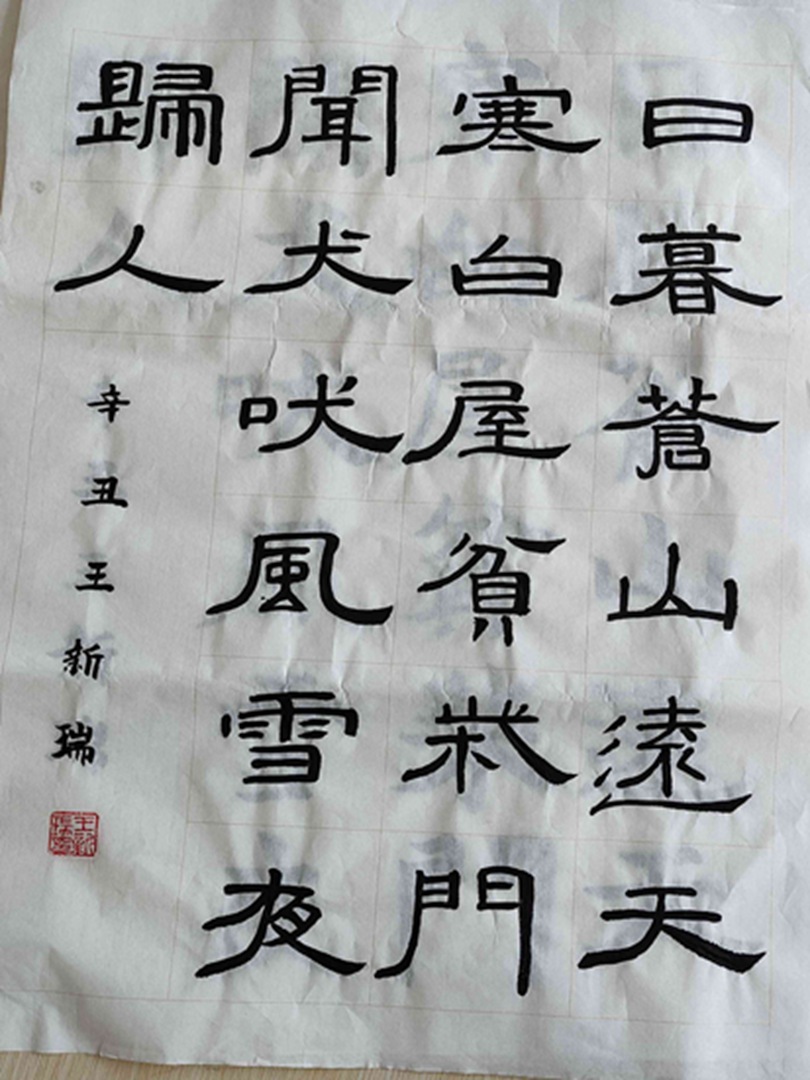 日暮蒼山遠天
寒白屋貧柴門
聞犬吠風雪夜
歸人
辛丑王新瑞